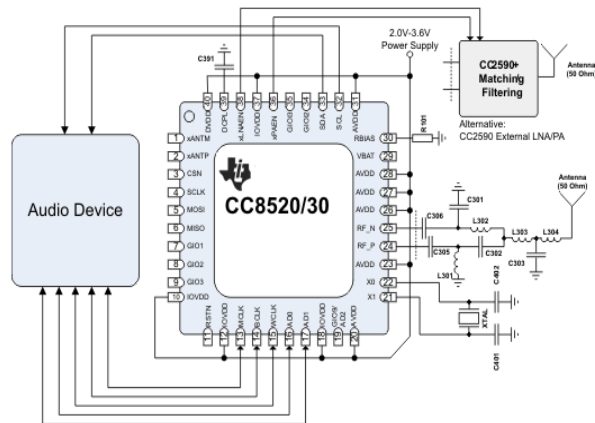 2.0V-3.6V
Power Supply
CC2590+
Matching/
Filtering
Antenna
(50 Ohm)
Alternative:
CC2590 External LNA/PA
C391
40
39
38
37
36
35
34
33
32
31
DVDD
DCPL
xLNAEN
IOVDD
xPAEN
GIO3
GIO2
SDA
SCL
AVDD
1 xANTM
2 xANTP
3 CSN
4 SCLK
5 MOSI
6 MISO
7 GIO1
8 GIO2
9 GIO3
10 IOVDD
Audio Device
CC8520/30
RBIAS 30
VBAT 29
AVDD 28
AVDD 27
AVDD 26
RF_N 25
RF_P 24
AVDD 23
X0 22
X1 21
R101
Antenna
(50 Ohm)
C301
C306
L302
L303
L304
C305
C302
C303
L301
C402
XTAL
C401
RSTN
IOVDD
MCLK
BCLK
WCLK
AD0
AD1
IOVDD
GIO9/
AD2
AVDD
11
12
13
14
15
16
17
18
19
20